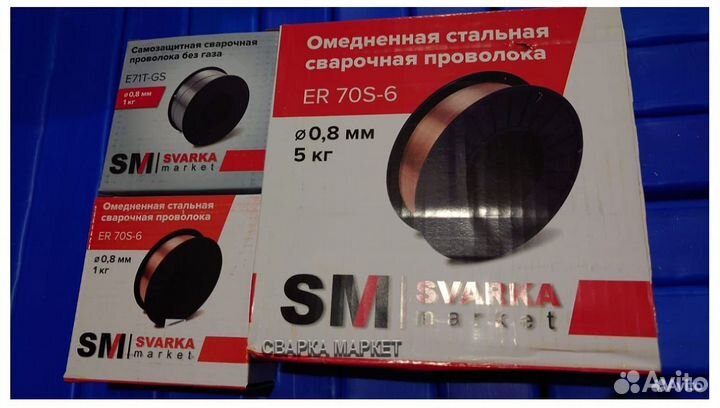 Самозащитная сварочная
проволока без газа
E71T-GS
ø 0,8 мм
1 кг
SM SVARKA
market
Омедненная стальная
сварочная проволока
ER 70S-6
ø 0,8 мм
1 кг
SM SVARKA
market
Омедненная стальная
сварочная проволока
ER 70S-6
ø 0,8 мм
5 кг
SM SVARKA
market
СВАРКА МАРКЕТ
Avito